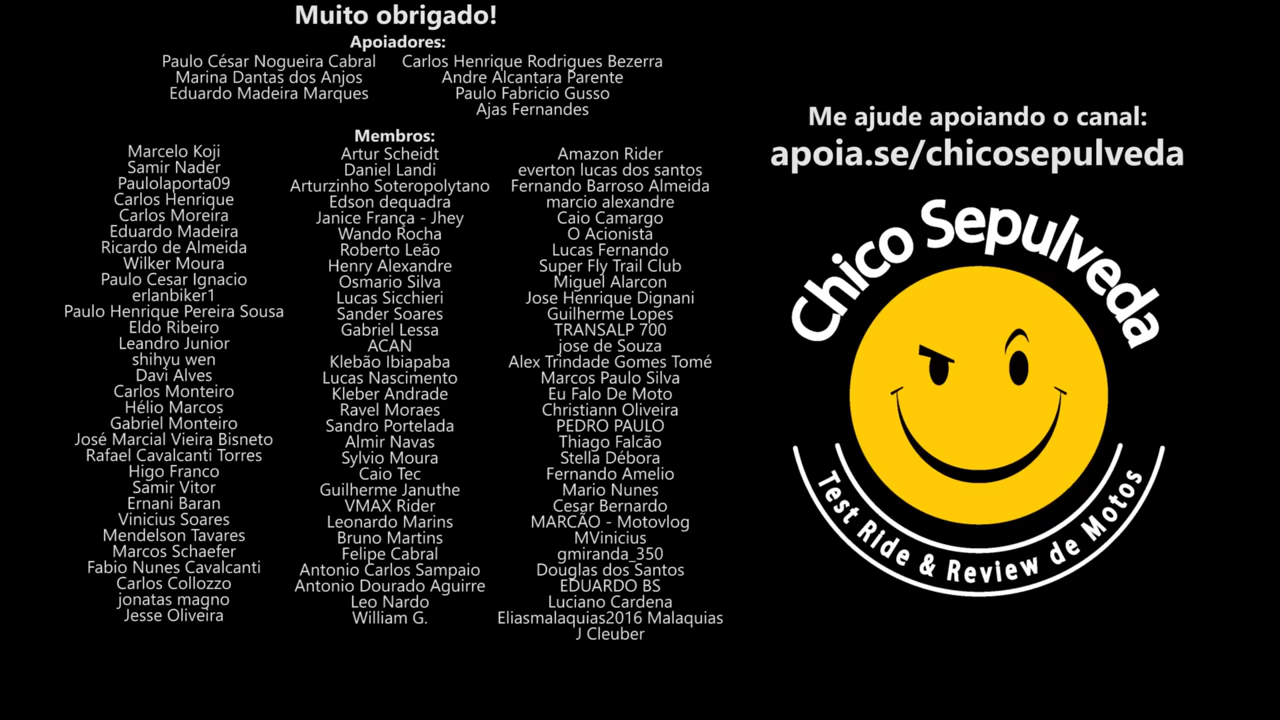 Muito obrigado!
Apoiadores:
Paulo César Nogueira Cabral
Marina Dantas dos Anjos
Eduardo Madeira Marques
Carlos Henrique Rodrigues Bezerra
Andre Alcantara Parente
Paulo Fabricio Gusso
Ajas Fernandes
Membros:
Marcelo Koji
Samir Nader
Paulolaporta09
Carlos Henrique
Carlos Moreira
Eduardo Madeira
Ricardo de Almeida
Wilker Moura
Paulo Cesar Ignacio
erlanbiker1
Paulo Henrique Pereira Sousa
Eldo Ribeiro
Leandro Junior
shihyu wen
Davi Alves
Carlos Monteiro
Hélio Marcos
Gabriel Monteiro
José Marcial Vieira Bisneto
Rafael Cavalcanti Torres
Higo Franco
Samir Vitor
Ernani Baran
Vinicius Soares
Mendelson Tavares
Marcos Schaefer
Fabio Nunes Cavalcanti
Carlos Collozzo
jonatas magno
Jesse Oliveira
Artur Scheidt
Daniel Landi
Arturzinho Soteropolytano
Edson dequadra
Janice França - Jhey
Wando Rocha
Roberto Leão
Henry Alexandre
Osmario Silva
Lucas Sicchieri
Sander Soares
Gabriel Lessa
ACAN
Klebão Ibiapaba
Lucas Nascimento
Kleber Andrade
Ravel Moraes
Sandro Portelada
Almir Navas
Sylvio Moura
Caio Tec
Guilherme Januthe
VMAX Rider
Leonardo Marins
Bruno Martins
Felipe Cabral
Antonio Carlos Sampaio
Antonio Dourado Aguirre
Leo Nardo
William G.
Amazon Rider
everton lucas dos santos
Fernando Barroso Almeida
marcio alexandre
Caio Camargo
O Acionista
Lucas Fernando
Super Fly Trail Club
Miguel Alarcon
Jose Henrique Dignani
Guilherme Lopes
TRANSALP 700
jose de Souza
Alex Trindade Gomes Tomé
Marcos Paulo Silva
Eu Falo De Moto
Christiann Oliveira
PEDRO PAULO
Thiago Falcão
Stella Débora
Fernando Amelio
Mario Nunes
Cesar Bernardo
MARCÃO - Motovlog
MVinicius
gmiranda_350
Douglas dos Santos
EDUARDO BS
Luciano Cardena
Eliasmalaquias2016 Malaquias
J Cleuber
Me ajude apoiando o canal:
apoia.se/chicosepulveda
Chico Sepulveda
Test Ride & Review de Motos